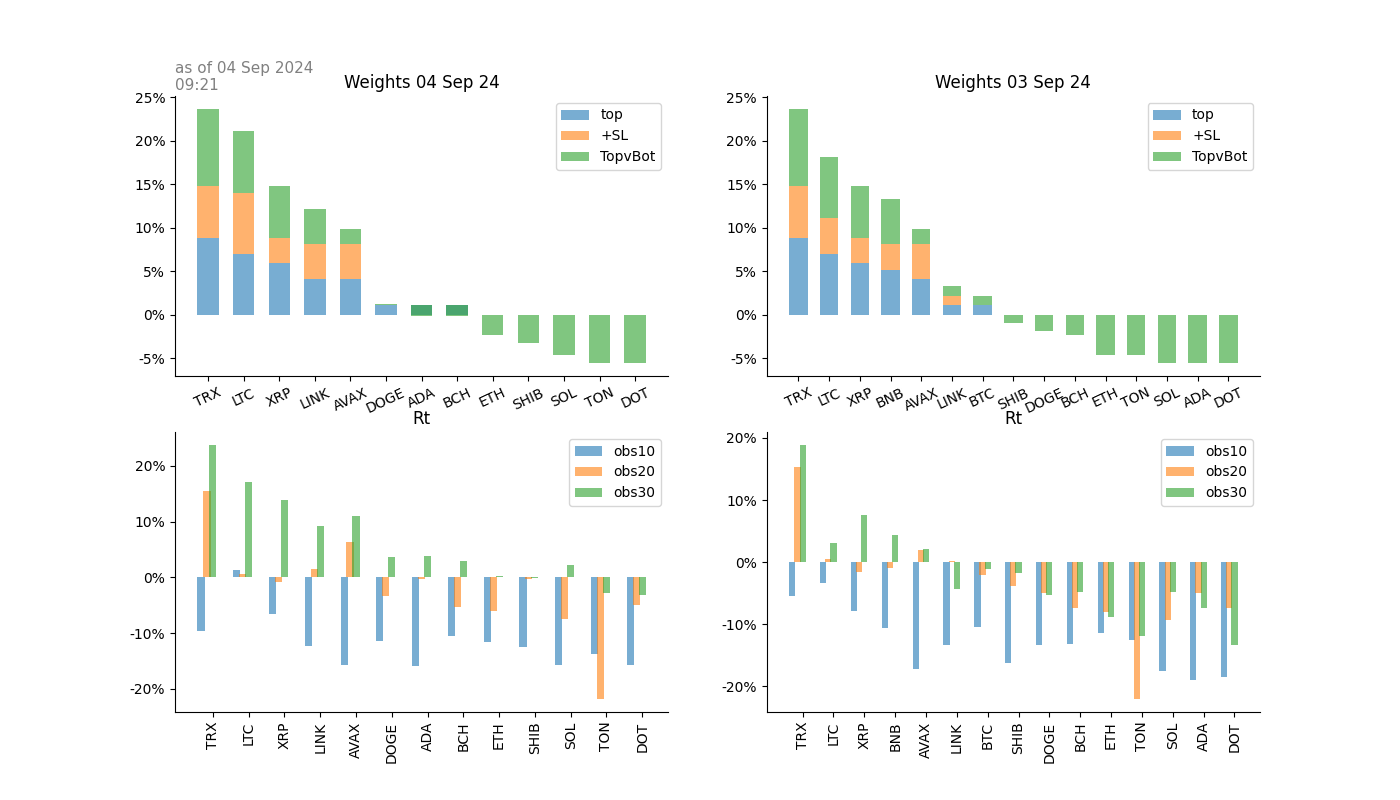 as of 04 Sep 2024
09:21
Weights 04 Sep 24
25%
20%
15%
10%
5%
0%
-5%
top
+SL
TopvBot
TRX LTC XRP LINK AVAX DOGE ADA BCH ETH SHIB SOL TON DOT
Weights 03 Sep 24
25%
20%
15%
10%
5%
0%
-5%
top
+SL
TopvBot
TRX LTC XRP BNB AVAX LINK BTC SHIB DOGE BCH ETH TON SOL ADA DOT
Rt
20%
10%
0%
-10%
-20%
obs10
obs20
obs30
TRX LTC XRP LINK AVAX DOGE ADA BCH ETH SHIB SOL TON DOT
Rt
20%
10%
0%
-10%
-20%
obs10
obs20
obs30
TRX LTC XRP BNB AVAX LINK BTC SHIB DOGE BCH ETH TON SOL ADA DOT